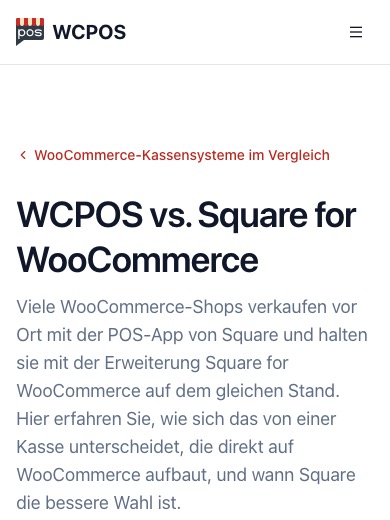 pos WCPOS
WooCommerce-Kassensysteme im Vergleich
WCPOS vs. Square for
WooCommerce
Viele WooCommerce-Shops verkaufen vor
Ort mit der POS-App von Square und halten
sie mit der Erweiterung Square for
WooCommerce auf dem gleichen Stand.
Hier erfahren Sie, wie sich das von einer
Kasse unterscheidet, die direkt auf
WooCommerce aufbaut, und wann Square
die bessere Wahl ist.